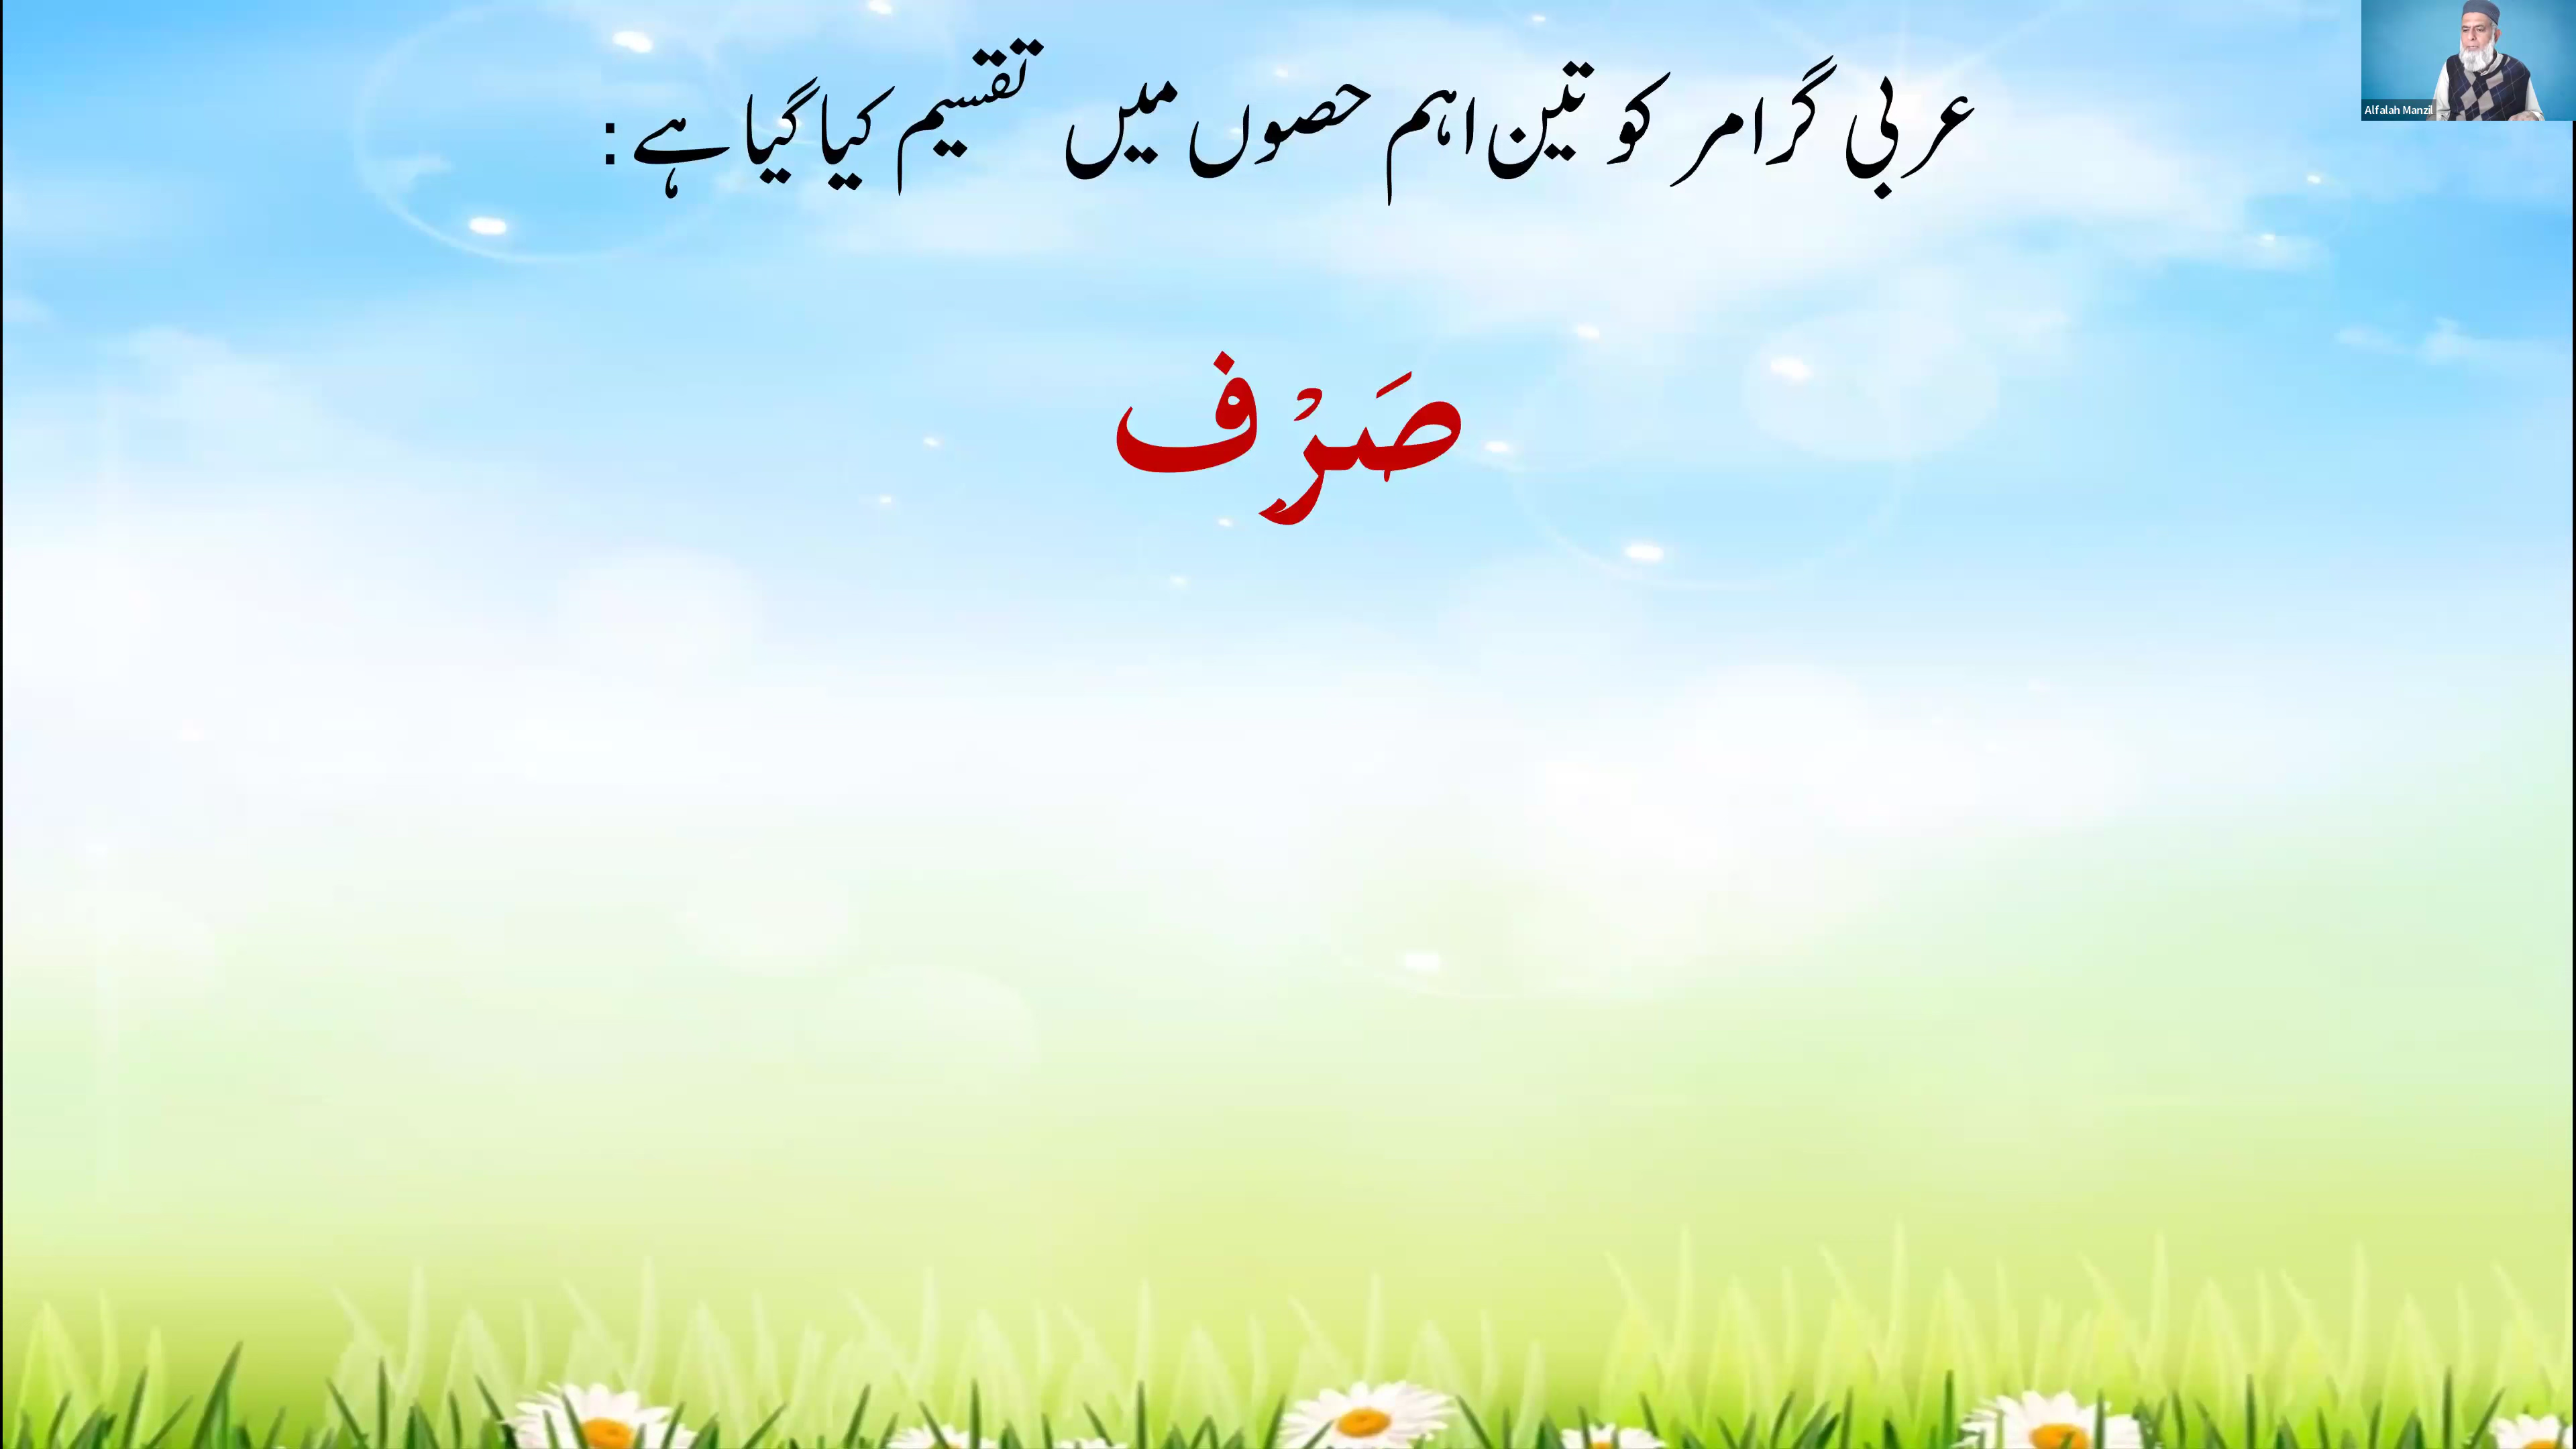 عربی گرامر کو تین اہم حصوں میں تقسیم کیا گیا ہے :
صَرْف
Alfalah Manzil